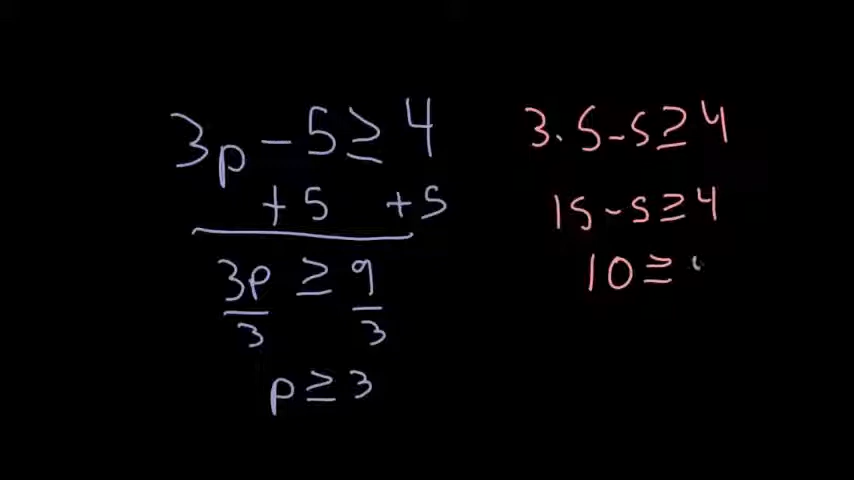 3p - 5 ≥ 4
+5 +5
3p/3 ≥ 9/3
p ≥ 3
3 · 5 - 5 ≥ 4
15 - 5 ≥ 4
10 ≥